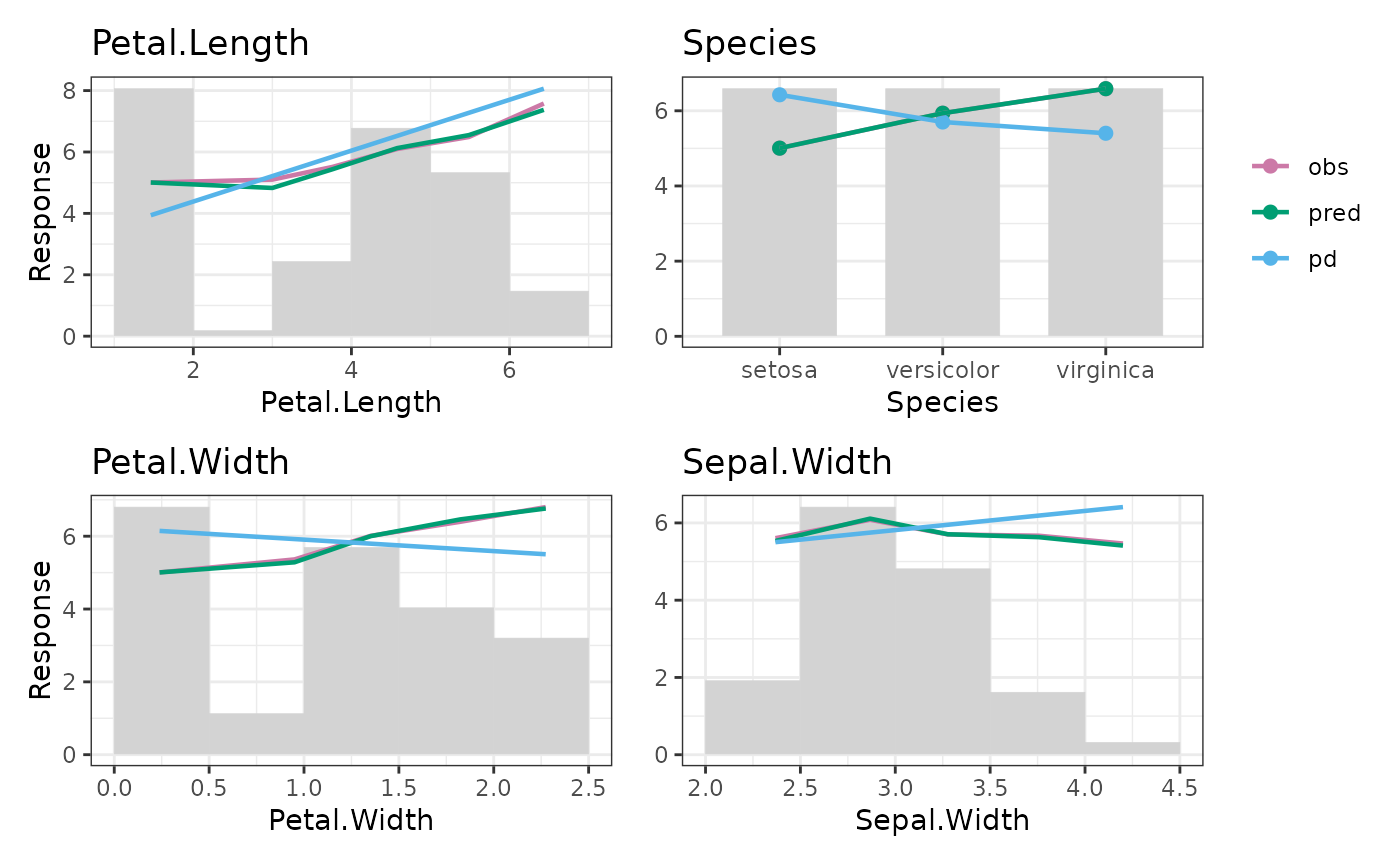 Petal.Length
Response
8
6
4
2
0
2 4 6
Petal.Length
Species
6
4
2
0
setosa versicolor virginica
Species
obs
pred
pd
Petal.Width
Response
6
4
2
0
0.0 0.5 1.0 1.5 2.0 2.5
Petal.Width
Sepal.Width
6
4
2
0
2.0 2.5 3.0 3.5 4.0 4.5
Sepal.Width